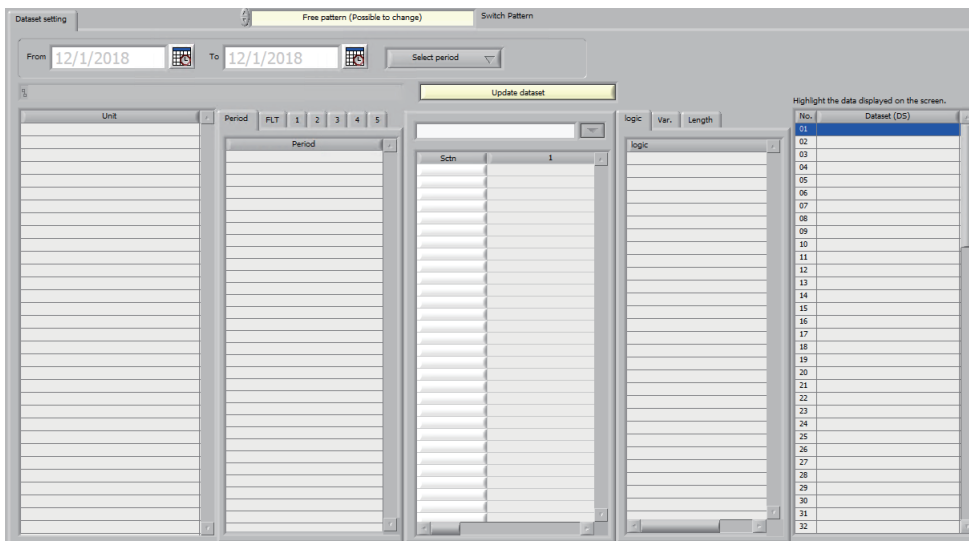 Dataset setting
Free pattern (Possible to change)
Switch Pattern
From 12/1/2018 To 12/1/2018 Select period
Update dataset
Highlight the data displayed on the screen.
Unit
Period FLT 1 2 3 4 5
Period
Sctn 1
logic Var. Length
logic
No. Dataset (DS)
01
02
03
04
05
06
07
08
09
10
11
12
13
14
15
16
17
18
19
20
21
22
23
24
25
26
27
28
29
30
31
32